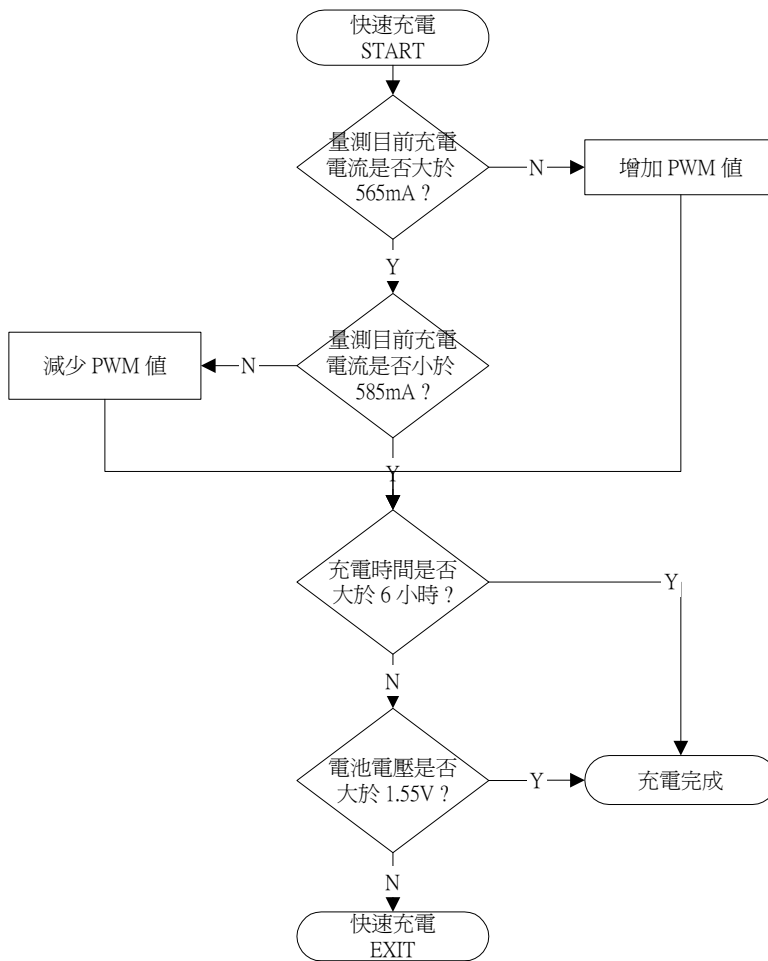 快速充電
START
量測目前充電
電流是否大於
565mA？
N
增加 PWM 值
Y
量測目前充電
電流是否小於
585mA？
N
減少 PWM 值
Y
充電時間是否
大於 6 小時？
Y
N
電池電壓是否
大於 1.55V？
Y
充電完成
N
快速充電
EXIT